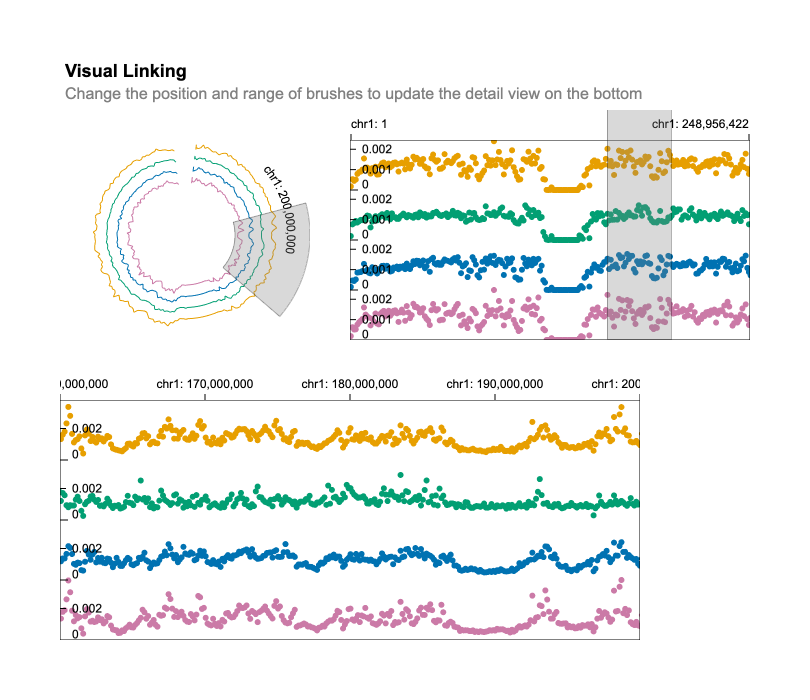 Visual Linking
Change the position and range of brushes to update the detail view on the bottom
chr1: 200,000,000
chr1: 1
chr1: 248,956,422
0.002
0.001
0
0.002
0.001
0
0.002
0.001
0
0.002
0.001
0
0,000,000
chr1: 170,000,000
chr1: 180,000,000
chr1: 190,000,000
chr1: 200
0.002
0
0.002
0
0.002
0
0.002
0